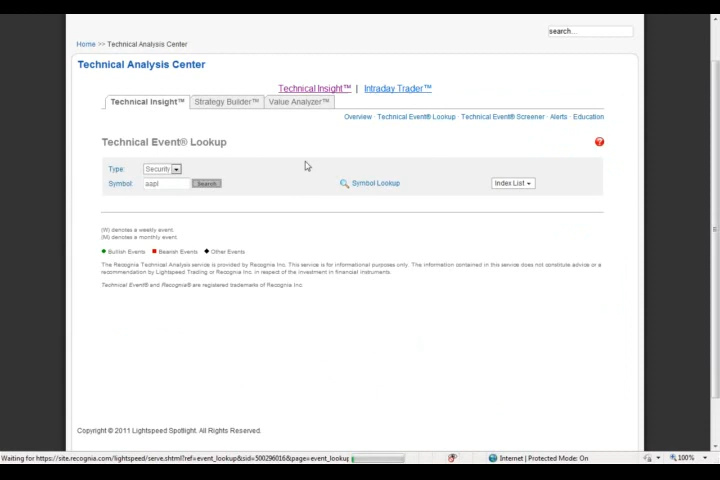 search...
Home >> Technical Analysis Center
Technical Analysis Center
Technical Insight™ | Intraday Trader™
Technical Insight™ Strategy Builder™ Value Analyzer™
Overview · Technical Event® Lookup · Technical Event® Screener · Alerts · Education
Technical Event® Lookup ?
Type: Security
Symbol: aapl Search Symbol Lookup Index List
(W) denotes a weekly event.
(M) denotes a monthly event
Bullish Events Bearish Events Other Events
The Recognia Technical Analysis service is provided by Recognia Inc. This service is for informational purposes only. The information contained in this service does not constitute advice or a
recommendation by Lightspeed Trading or Recognia Inc. in respect of the investment in financial instruments.
Technical Event® and Recognia® are registered trademarks of Recognia Inc.
Copyright © 2011 Lightspeed Spotlight. All Rights Reserved.
Waiting for https://site.recognia.com/lightspeed/serve.shtml?ref=event_lookup&sid=500296016&page=event_lookup Internet | Protected Mode: On 100%